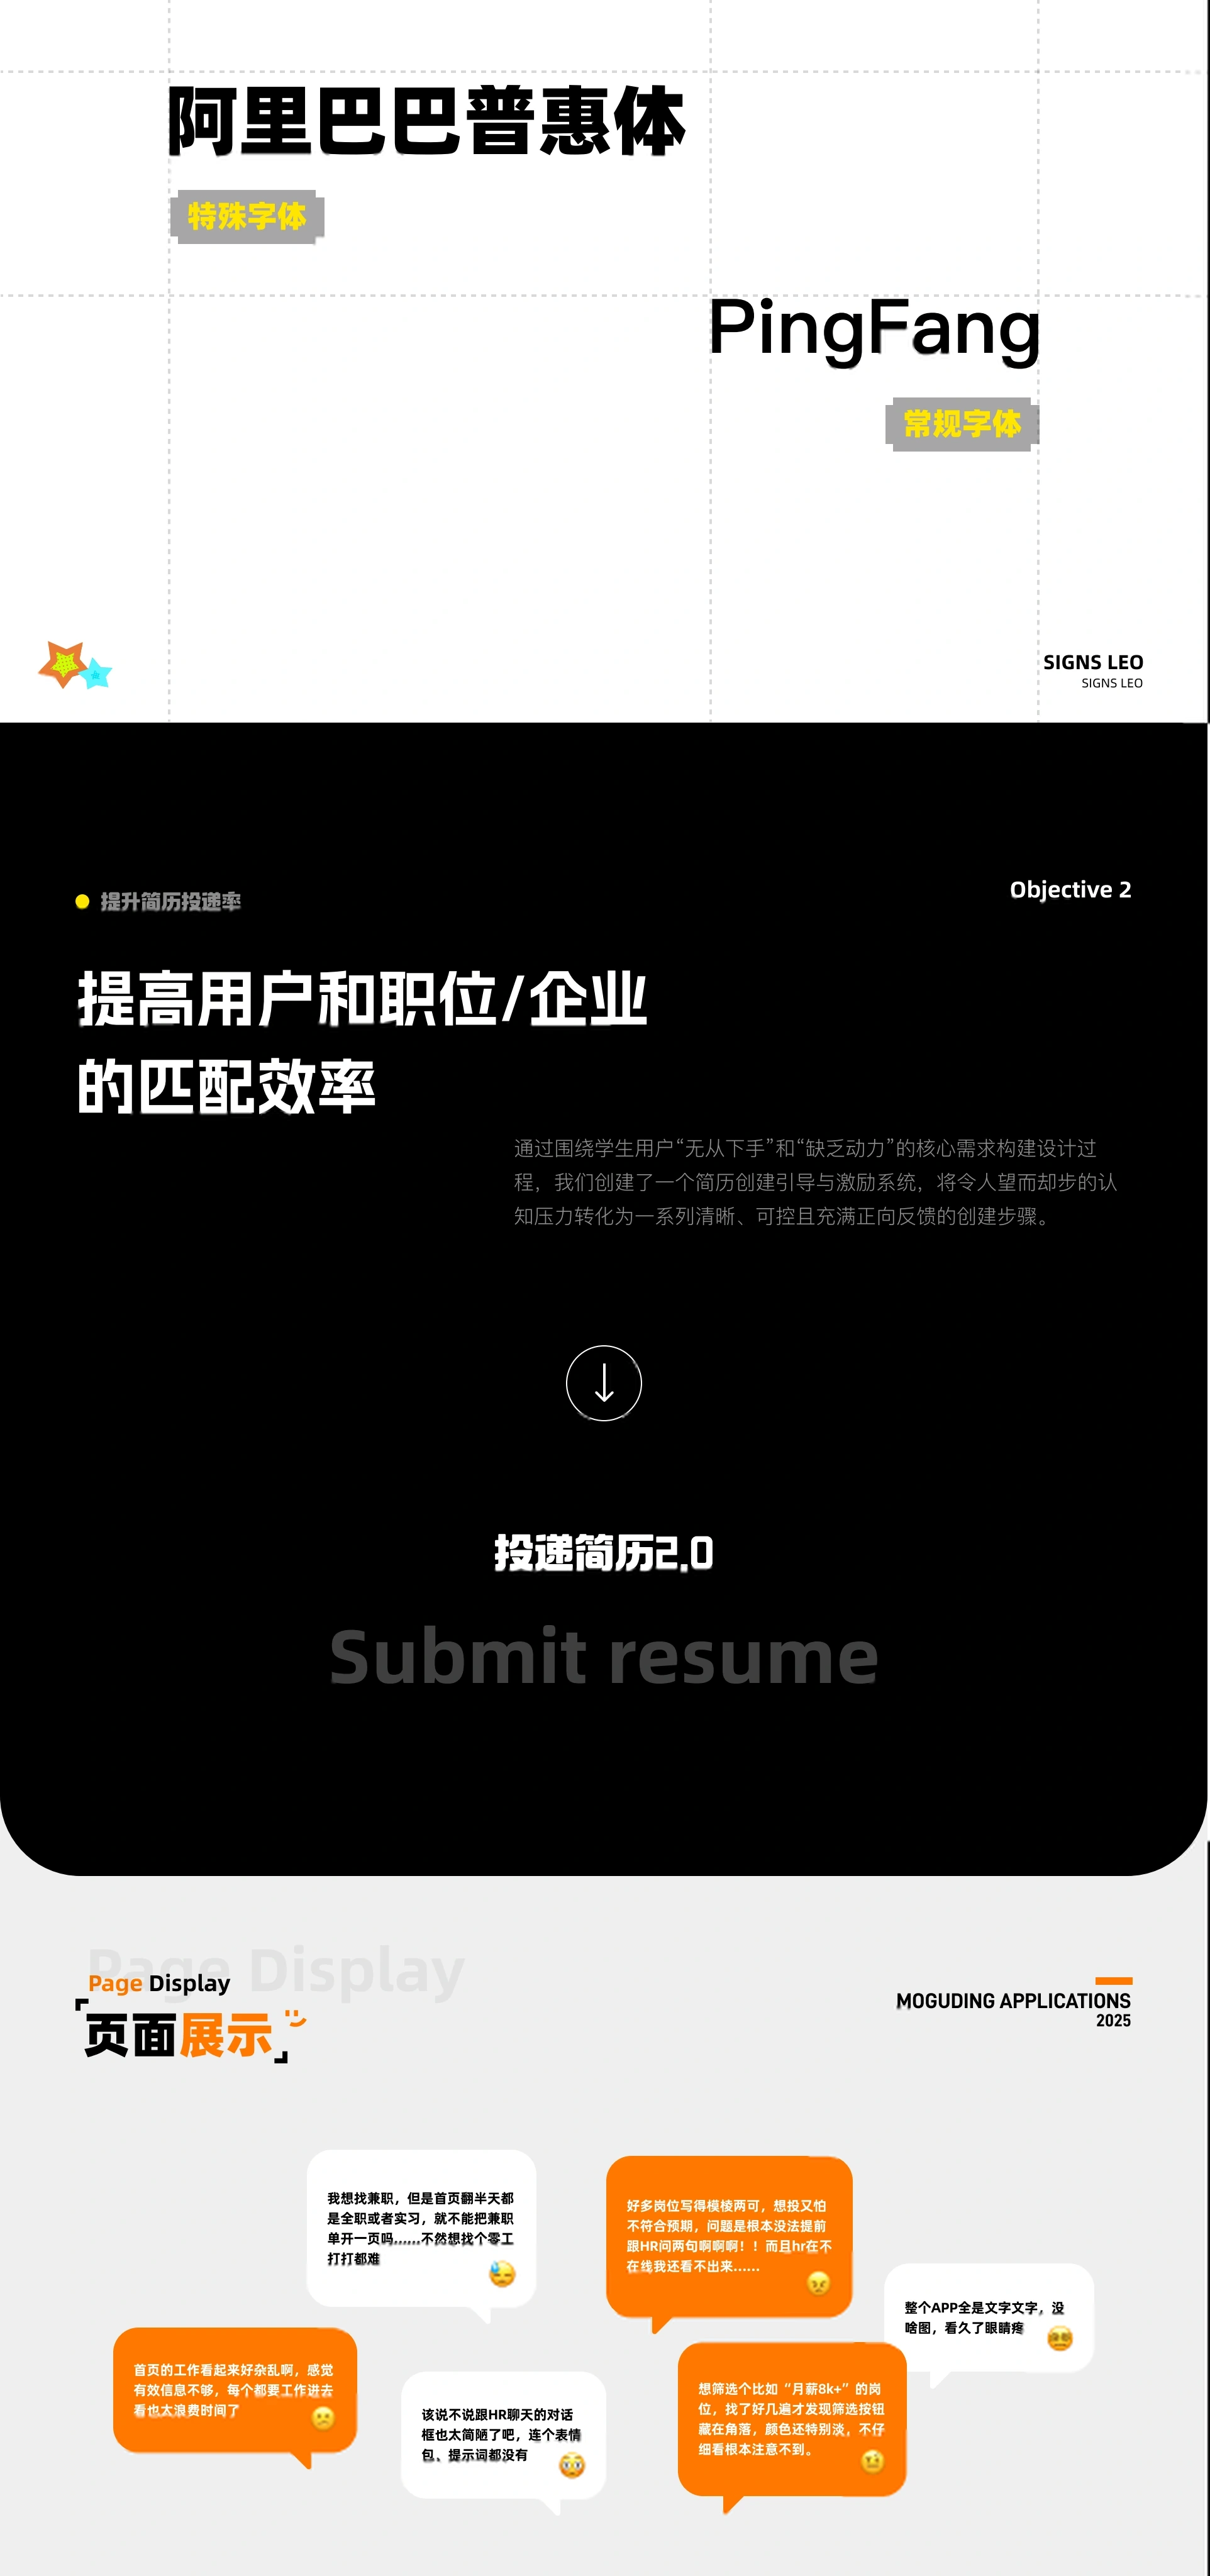 阿里巴巴普惠体
特殊字体
PingFang
常规字体
SIGNS LEO
SIGNS LEO
提升简历投递率
Objective 2
提高用户和职位/企业
的匹配效率
通过围绕学生用户“无从下手”和“缺乏动力”的核心需求构建设计过
程，我们创建了一个简历创建引导与激励系统，将令人望而却步的认
知压力转化为一系列清晰、可控且充满正向反馈的创建步骤。
投递简历2.0
Submit resume
Page Display
Page Display
页面展示
MOGUDING APPLICATIONS
2025
我想找兼职，但是首页翻半天都
是全职或者实习，就不能把兼职
单开一页吗……不然想找个零工
打打都难
好多岗位写得模棱两可，想投又怕
不符合预期，问题是根本没法提前
跟HR问两句啊啊啊！！而且hr在不
在线我还看不出来……
整个APP全是文字文字，没
啥图，看久了眼睛疼
首页的工作看起来好杂乱啊，感觉
有效信息不够，每个都要工作进去
看也太浪费时间了
该说不说跟HR聊天的对话
框也太简陋了吧，连个表情
包、提示词都没有
想筛选个比如“月薪8k+”的岗
位，找了好几遍才发现筛选按钮
藏在角落，颜色还特别淡，不仔
细看根本注意不到。